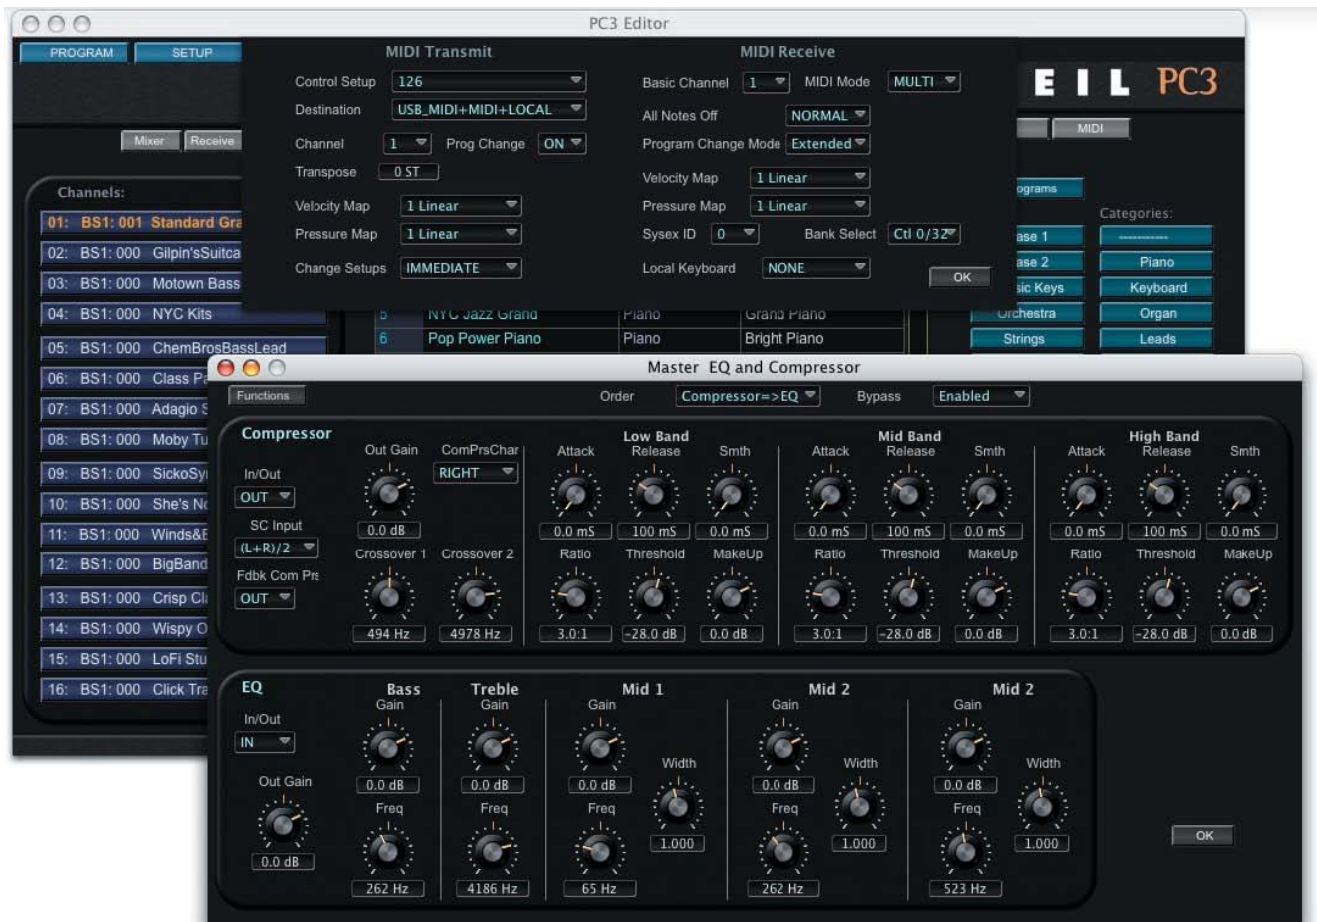 PC3 Editor
PROGRAM SETUP
MIDI Transmit
Control Setup 126
Destination USB_MIDI+MIDI+LOCAL
Channel 1 Prog Change ON
Transpose 0 ST
Velocity Map 1 Linear
Pressure Map 1 Linear
Change Setups IMMEDIATE
MIDI Receive
Basic Channel 1 MIDI Mode MULTI
All Notes Off NORMAL
Program Change Mode Extended
Velocity Map 1 Linear
Pressure Map 1 Linear
Sysex ID 0 Bank Select Ctl 0/32
Local Keyboard NONE
OK
E I L PC3
Mixer Receive
MIDI
Channels:
01: BS1: 001 Standard Gra
02: BS1: 000 Gilpin'sSuitca
03: BS1: 000 Motown Bass
04: BS1: 000 NYC Kits
05: BS1: 000 ChemBrosBassLead
06: BS1: 000 Class Pa
07: BS1: 000 Adagio S
08: BS1: 000 Moby Tu
09: BS1: 000 SickoSy
10: BS1: 000 She's No
11: BS1: 000 Winds&B
12: BS1: 000 BigBand
13: BS1: 000 Crisp Cla
14: BS1: 000 Wispy O
15: BS1: 000 LoFi Stu
16: BS1: 000 Click Tra
5 NYC Jazz Grand Piano Grand Piano
6 Pop Power Piano Piano Bright Piano
ograms
Categories:
ase 1 -----------
ase 2 Piano
sic Keys Keyboard
Orchestra Organ
Strings Leads
Master EQ and Compressor
Functions Order Compressor=>EQ Bypass Enabled
Compressor
In/Out
OUT
SC Input
(L+R)/2
Fdbk Com Prs
OUT
Out Gain ComPrsChan
0.0 dB RIGHT
Crossover 1 Crossover 2
494 Hz 4978 Hz
Low Band
Attack Release Smth
0.0 mS 100 mS 0.0 mS
Ratio Threshold MakeUp
3.0:1 -28.0 dB 0.0 dB
Mid Band
Attack Release Smth
0.0 mS 100 mS 0.0 mS
Ratio Threshold MakeUp
3.0:1 -28.0 dB 0.0 dB
High Band
Attack Release Smth
0.0 mS 100 mS 0.0 mS
Ratio Threshold MakeUp
3.0:1 -28.0 dB 0.0 dB
EQ
In/Out
IN
Out Gain
0.0 dB
Bass
Gain
0.0 dB
Freq
262 Hz
Treble
Gain
0.0 dB
Freq
4186 Hz
Mid 1
Gain
0.0 dB
Width
1.000
Freq
65 Hz
Mid 2
Gain
0.0 dB
Width
1.000
Freq
262 Hz
Mid 2
Gain
0.0 dB
Width
1.000
Freq
523 Hz
OK